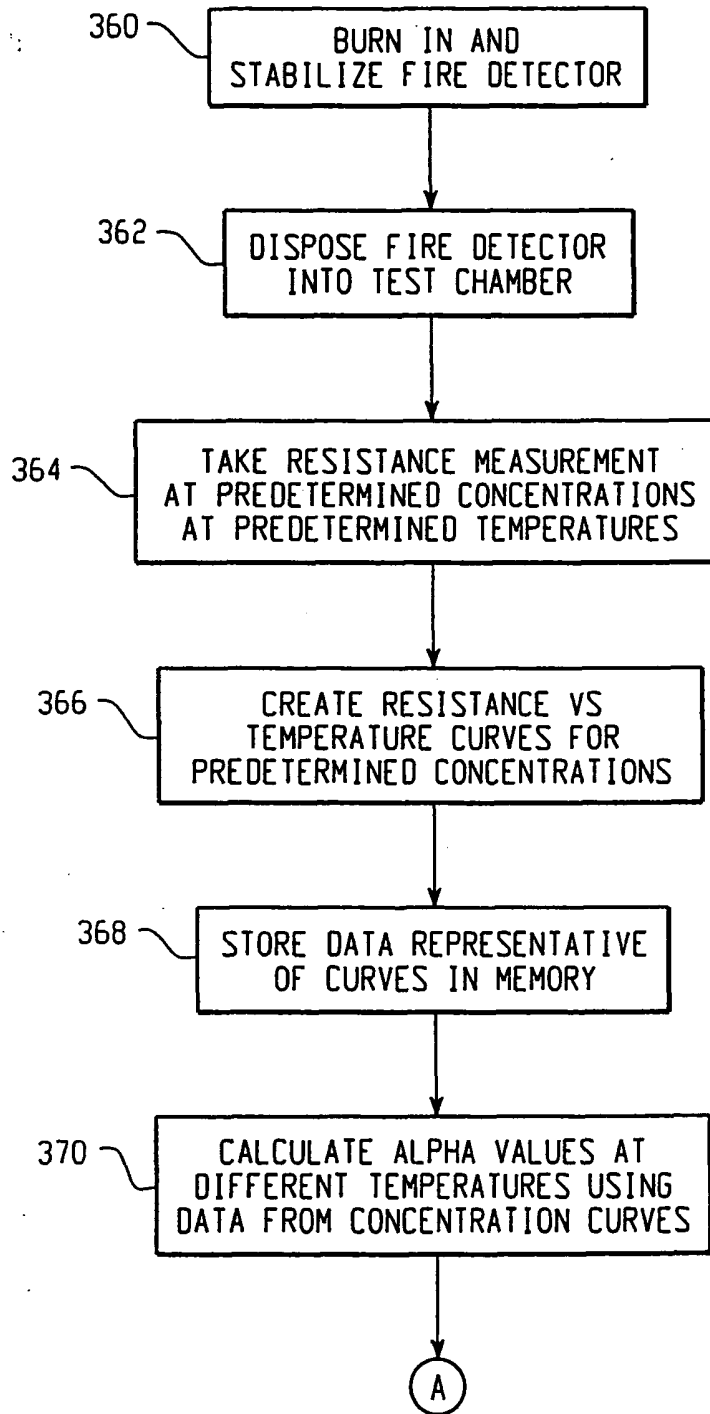 360
BURN IN AND
STABILIZE FIRE DETECTOR
362
DISPOSE FIRE DETECTOR
INTO TEST CHAMBER
364
TAKE RESISTANCE MEASUREMENT
AT PREDETERMINED CONCENTRATIONS
AT PREDETERMINED TEMPERATURES
366
CREATE RESISTANCE VS
TEMPERATURE CURVES FOR
PREDETERMINED CONCENTRATIONS
368
STORE DATA REPRESENTATIVE
OF CURVES IN MEMORY
370
CALCULATE ALPHA VALUES AT
DIFFERENT TEMPERATURES USING
DATA FROM CONCENTRATION CURVES
A